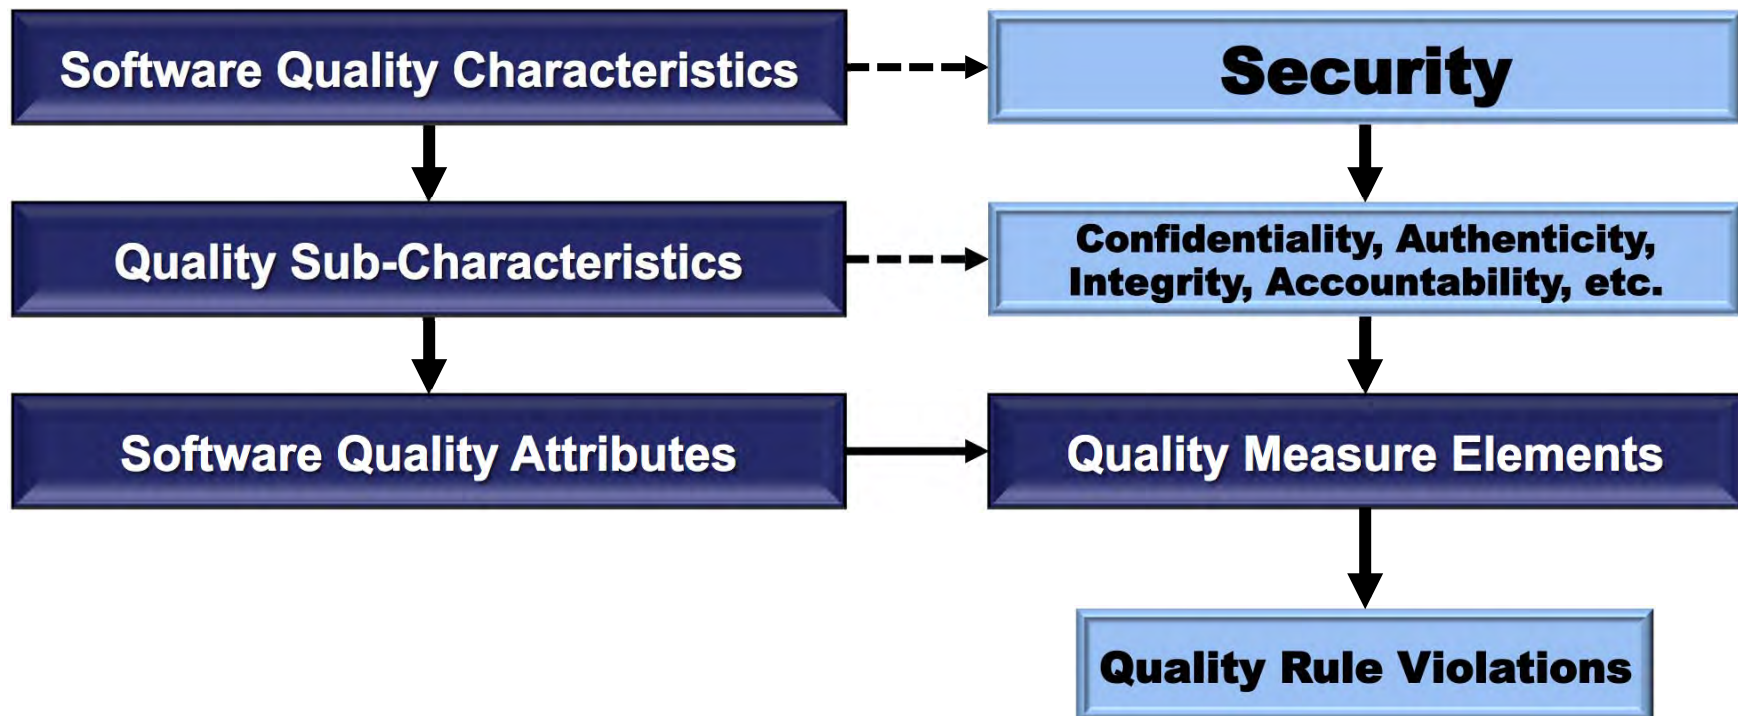 Software Quality Characteristics
Security
Quality Sub-Characteristics
Confidentiality, Authenticity,
Integrity, Accountability, etc.
Software Quality Attributes
Quality Measure Elements
Quality Rule Violations